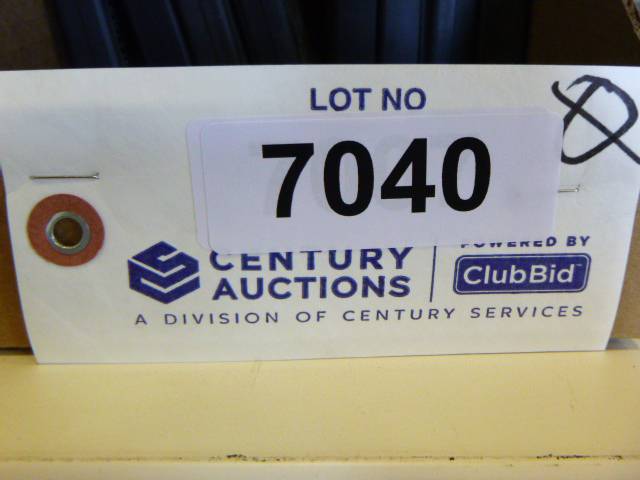 LOT NO
7040
CENTURY AUCTIONS
POWERED BY
ClubBid
A DIVISION OF CENTURY SERVICES